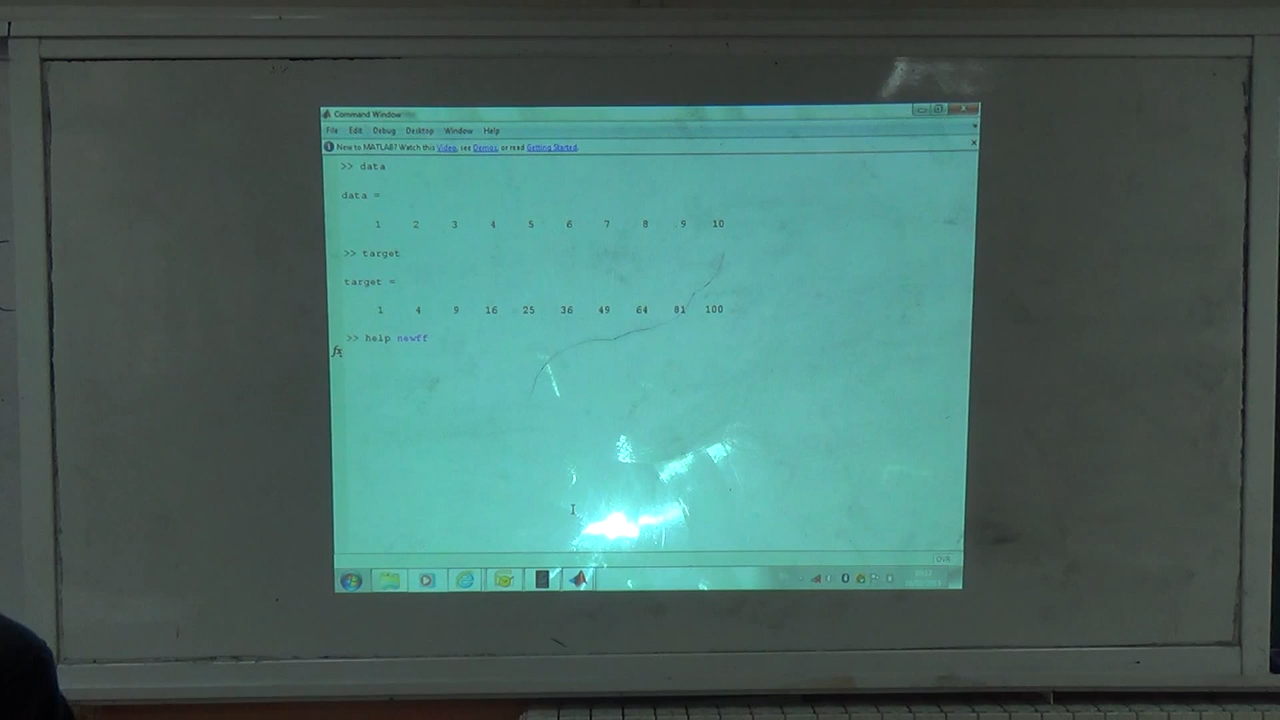 Command Window
File Edit Debug Desktop Window Help
New to MATLAB? Watch this Video, see Demos, or read Getting Started.
>> data
data =
1 2 3 4 5 6 7 8 9 10
>> target
target =
1 4 9 16 25 36 49 64 81 100
>> help newff
fx
OVR